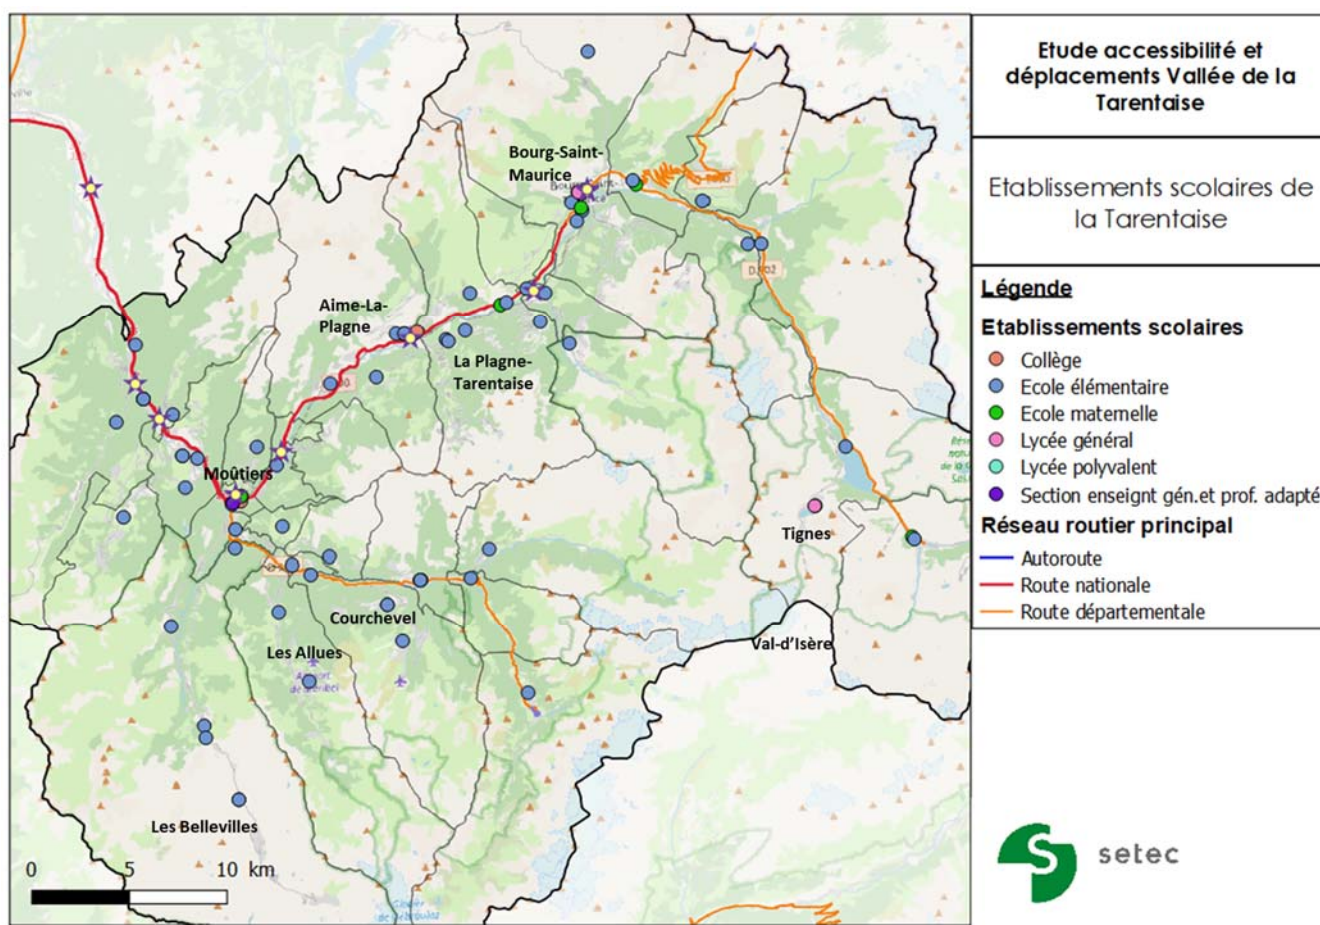 Etude accessibilité et
déplacements Vallée de la
Tarentaise
Etablissements scolaires de
la Tarentaise
Légende
Etablissements scolaires
Collège
Ecole élémentaire
Ecole maternelle
Lycée général
Lycée polyvalent
Section enseignt gén.et prof. adapté
Réseau routier principal
Autoroute
Route nationale
Route départementale
setec
Bourg-Saint-
Maurice
Aime-La-
Plagne
La Plagne-
Tarentaise
D 902
Moûtiers
Tignes
Courchevel
Les Allues
Val-d'Isère
Les Bellevilles
0 5 10 km